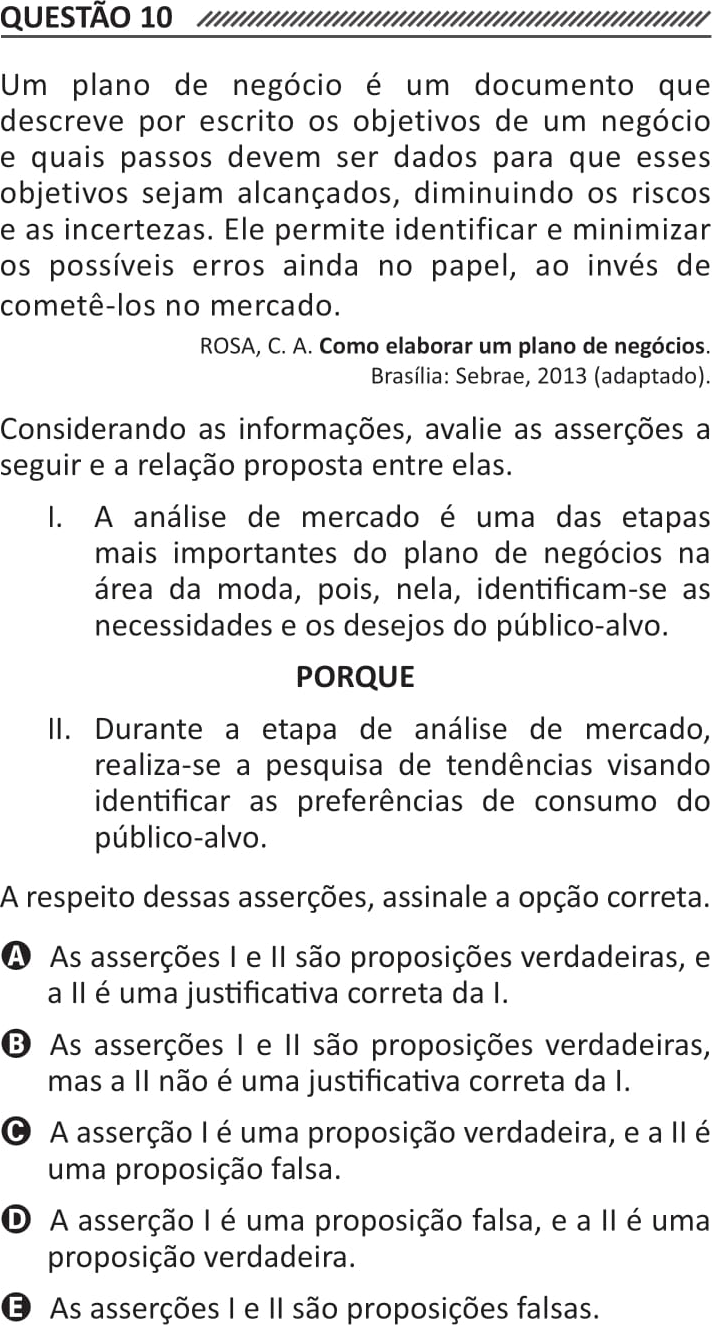 QUESTÃO 10
Um plano de negócio é um documento que
descreve por escrito os objetivos de um negócio
e quais passos devem ser dados para que esses
objetivos sejam alcançados, diminuindo os riscos
e as incertezas. Ele permite identificar e minimizar
os possíveis erros ainda no papel, ao invés de
cometê-los no mercado.
ROSA, C. A. Como elaborar um plano de negócios.
Brasília: Sebrae, 2013 (adaptado).
Considerando as informações, avalie as asserções a
seguir e a relação proposta entre elas.
I. A análise de mercado é uma das etapas
mais importantes do plano de negócios na
área da moda, pois, nela, identificam-se as
necessidades e os desejos do público-alvo.
PORQUE
II. Durante a etapa de análise de mercado,
realiza-se a pesquisa de tendências visando
identificar as preferências de consumo do
público-alvo.
A respeito dessas asserções, assinale a opção correta.
A As asserções I e II são proposições verdadeiras, e
a II é uma justificativa correta da I.
B As asserções I e II são proposições verdadeiras,
mas a II não é uma justificativa correta da I.
C A asserção I é uma proposição verdadeira, e a II é
uma proposição falsa.
D A asserção I é uma proposição falsa, e a II é uma
proposição verdadeira.
E As asserções I e II são proposições falsas.